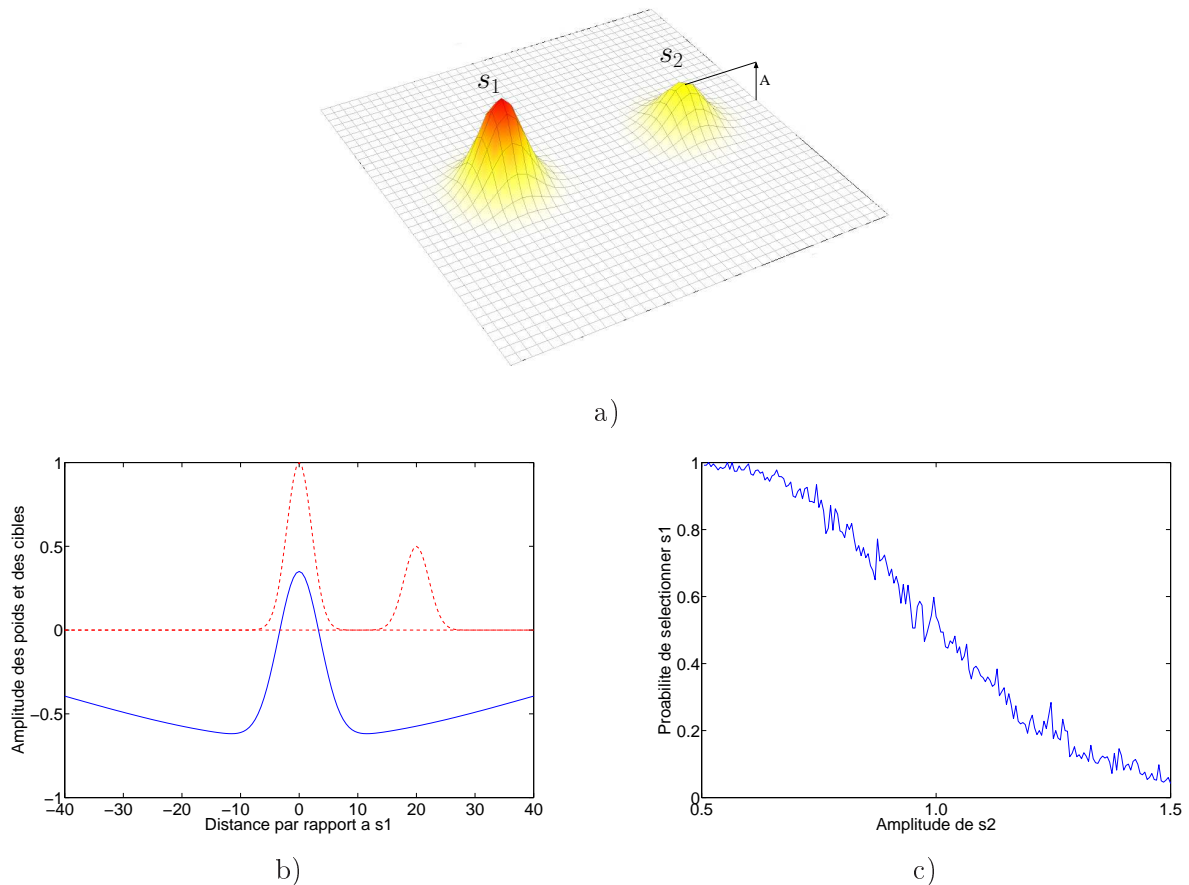 s1
s2
A
a)
Amplitude des poids et des cibles
1
0.5
0
−0.5
−1
−40
−30
−20
−10
0
10
20
30
40
Distance par rapport a s1
b)
Proabilite de selectionner s1
1
0.8
0.6
0.4
0.2
0
0.5
1.0
1.5
Amplitude de s2
c)